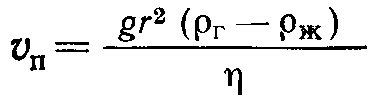 vп = gr² (ρг — ρж) / η